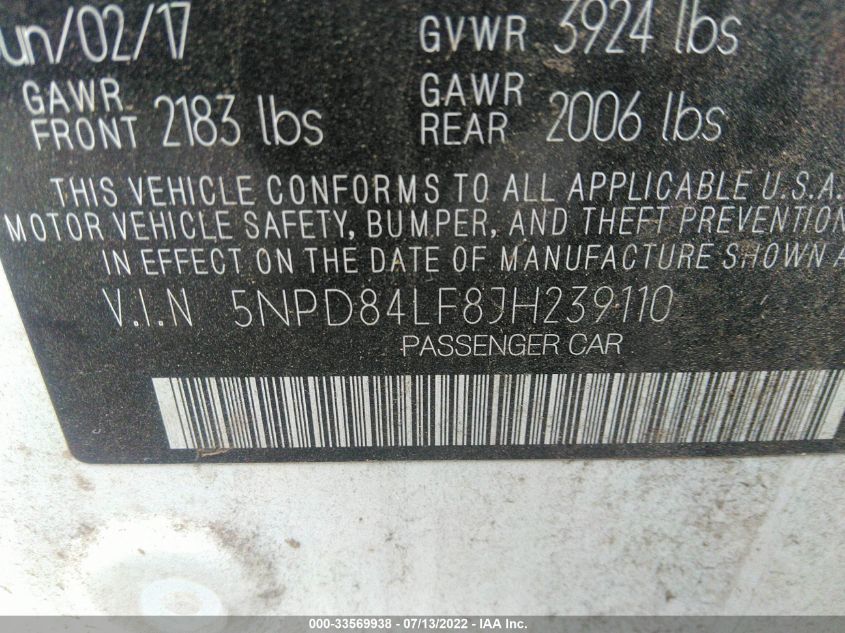 un/02/17 GVWR 3924 lbs
GAWR FRONT 2183 lbs GAWR REAR 2006 lbs
THIS VEHICLE CONFORMS TO ALL APPLICABLE U.S.A.
MOTOR VEHICLE SAFETY, BUMPER, AND THEFT PREVENTION
IN EFFECT ON THE DATE OF MANUFACTURE SHOWN A
V.I.N 5NPD84LF8JH239110
PASSENGER CAR
000-33569938 - 07/13/2022 - IAA Inc.